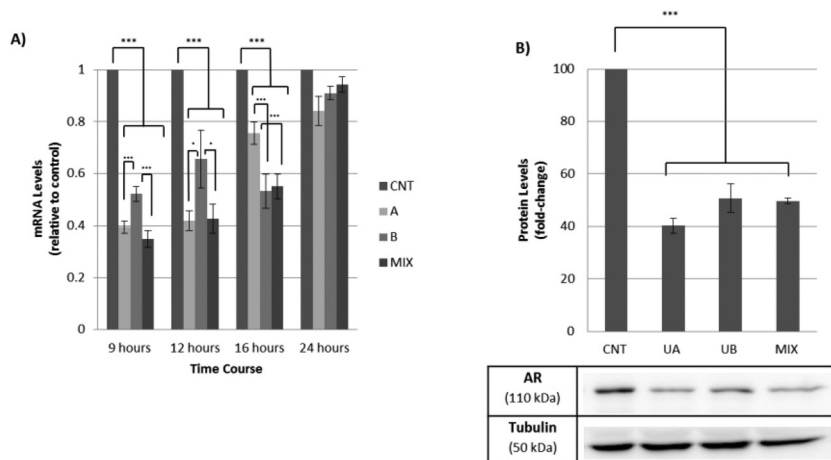 A)
***
***
***
***
***
*
*
***
***
1
0.8
0.6
0.4
0.2
0
mRNA Levels
(relative to control)
9 hours
12 hours
16 hours
24 hours
Time Course
CNT
A
B
MIX
B)
***
100
80
60
40
20
0
Protein Levels
(fold-change)
CNT
UA
UB
MIX
AR
(110 kDa)
Tubulin
(50 kDa)